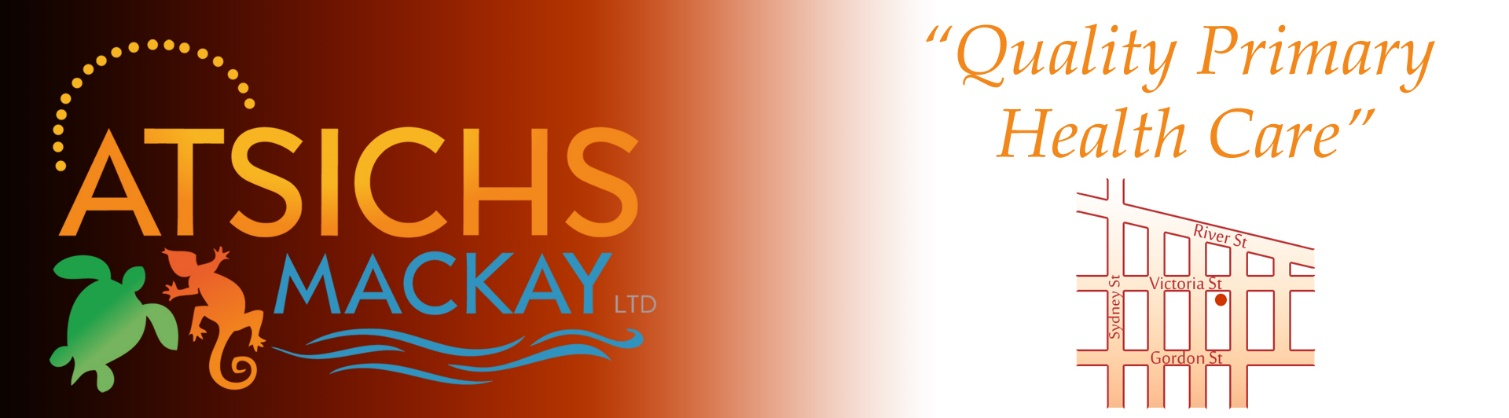 ATSICHS
MACKAY LTD
“Quality Primary
Health Care”
River St
Victoria St
Sydney St
Gordon St